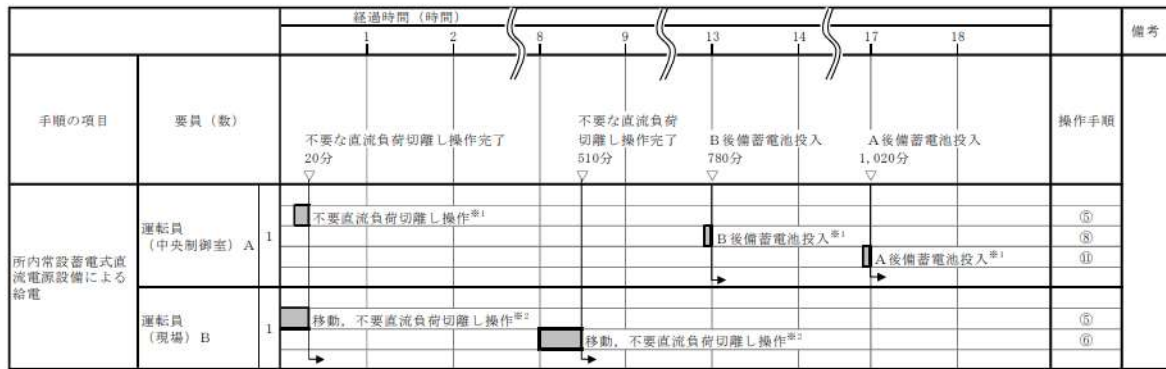 経過時間（時間）
備考
1 2 8 9 13 14 17 18
手順の項目
要員（数）
操作手順
不要な直流負荷切離し操作完了
20分
不要な直流負荷
切離し操作完了
510分
B後備蓄電池投入
780分
A後備蓄電池投入
1,020分
所内常設蓄電式直
流電源設備による
給電
運転員
（中央制御室）A
1
不要直流負荷切離し操作※1
⑤
B後備蓄電池投入※1
⑧
A後備蓄電池投入※1
⑪
運転員
（現場）B
1
移動，不要直流負荷切離し操作※2
⑤
移動，不要直流負荷切離し操作※2
⑥